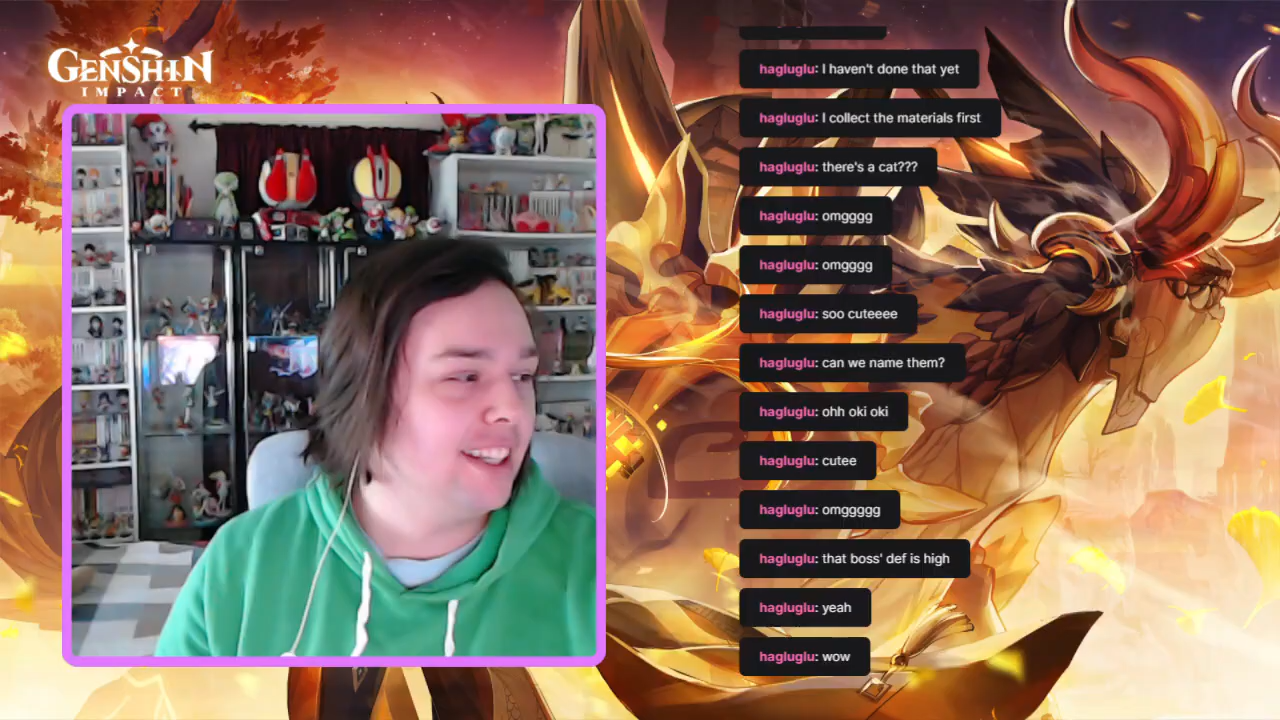 GENSHIN
IMPACT
hagluglu: I haven't done that yet
hagluglu: I collect the materials first
hagluglu: there's a cat???
hagluglu: omgggg
hagluglu: omgggg
hagluglu: soo cuteeee
hagluglu: can we name them?
hagluglu: ohh oki oki
hagluglu: cutee
hagluglu: omggggg
hagluglu: that boss' def is high
hagluglu: yeah
hagluglu: wow